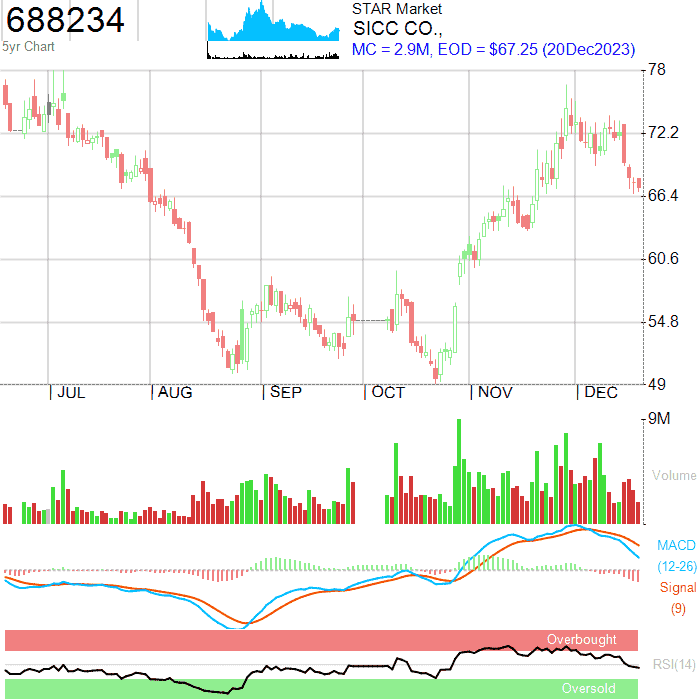 688234
5yr Chart
STAR Market
SICC CO.,
MC = 2.9M, EOD = $67.25 (20Dec2023)
78
72.2
66.4
60.6
54.8
49
JUL AUG SEP OCT NOV DEC
9M
Volume
MACD
(12-26)
Signal
(9)
Overbought
RSI(14)
Oversold